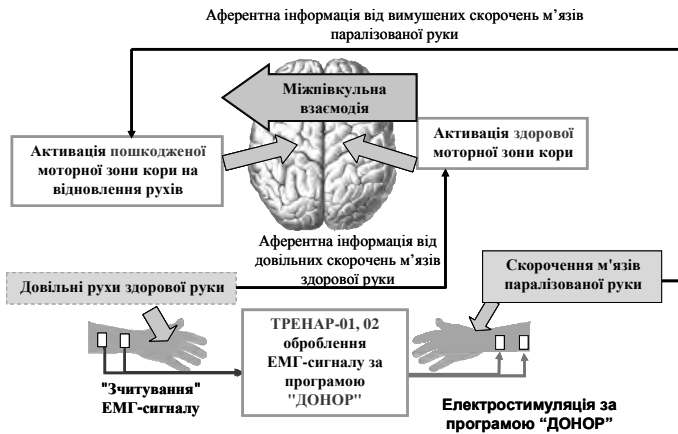 Аферентна інформація від вимушених скорочень м’язів
паралізованої руки
Міжпівкульна
взаємодія
Активація пошкодженої
моторної зони кори на
відновлення рухів
Активація здорової
моторної зони кори
Аферентна інформація від
довільних скорочень м’язів
здорової руки
Довільні рухи здорової руки
Скорочення м'язів
паралізованої руки
ТРЕНАР-01, 02
оброблення
ЕМГ-сигналу за
програмою
"ДОНОР"
"Зчитування"
ЕМГ-сигналу
Електростимуляція за
програмою “ДОНОР”